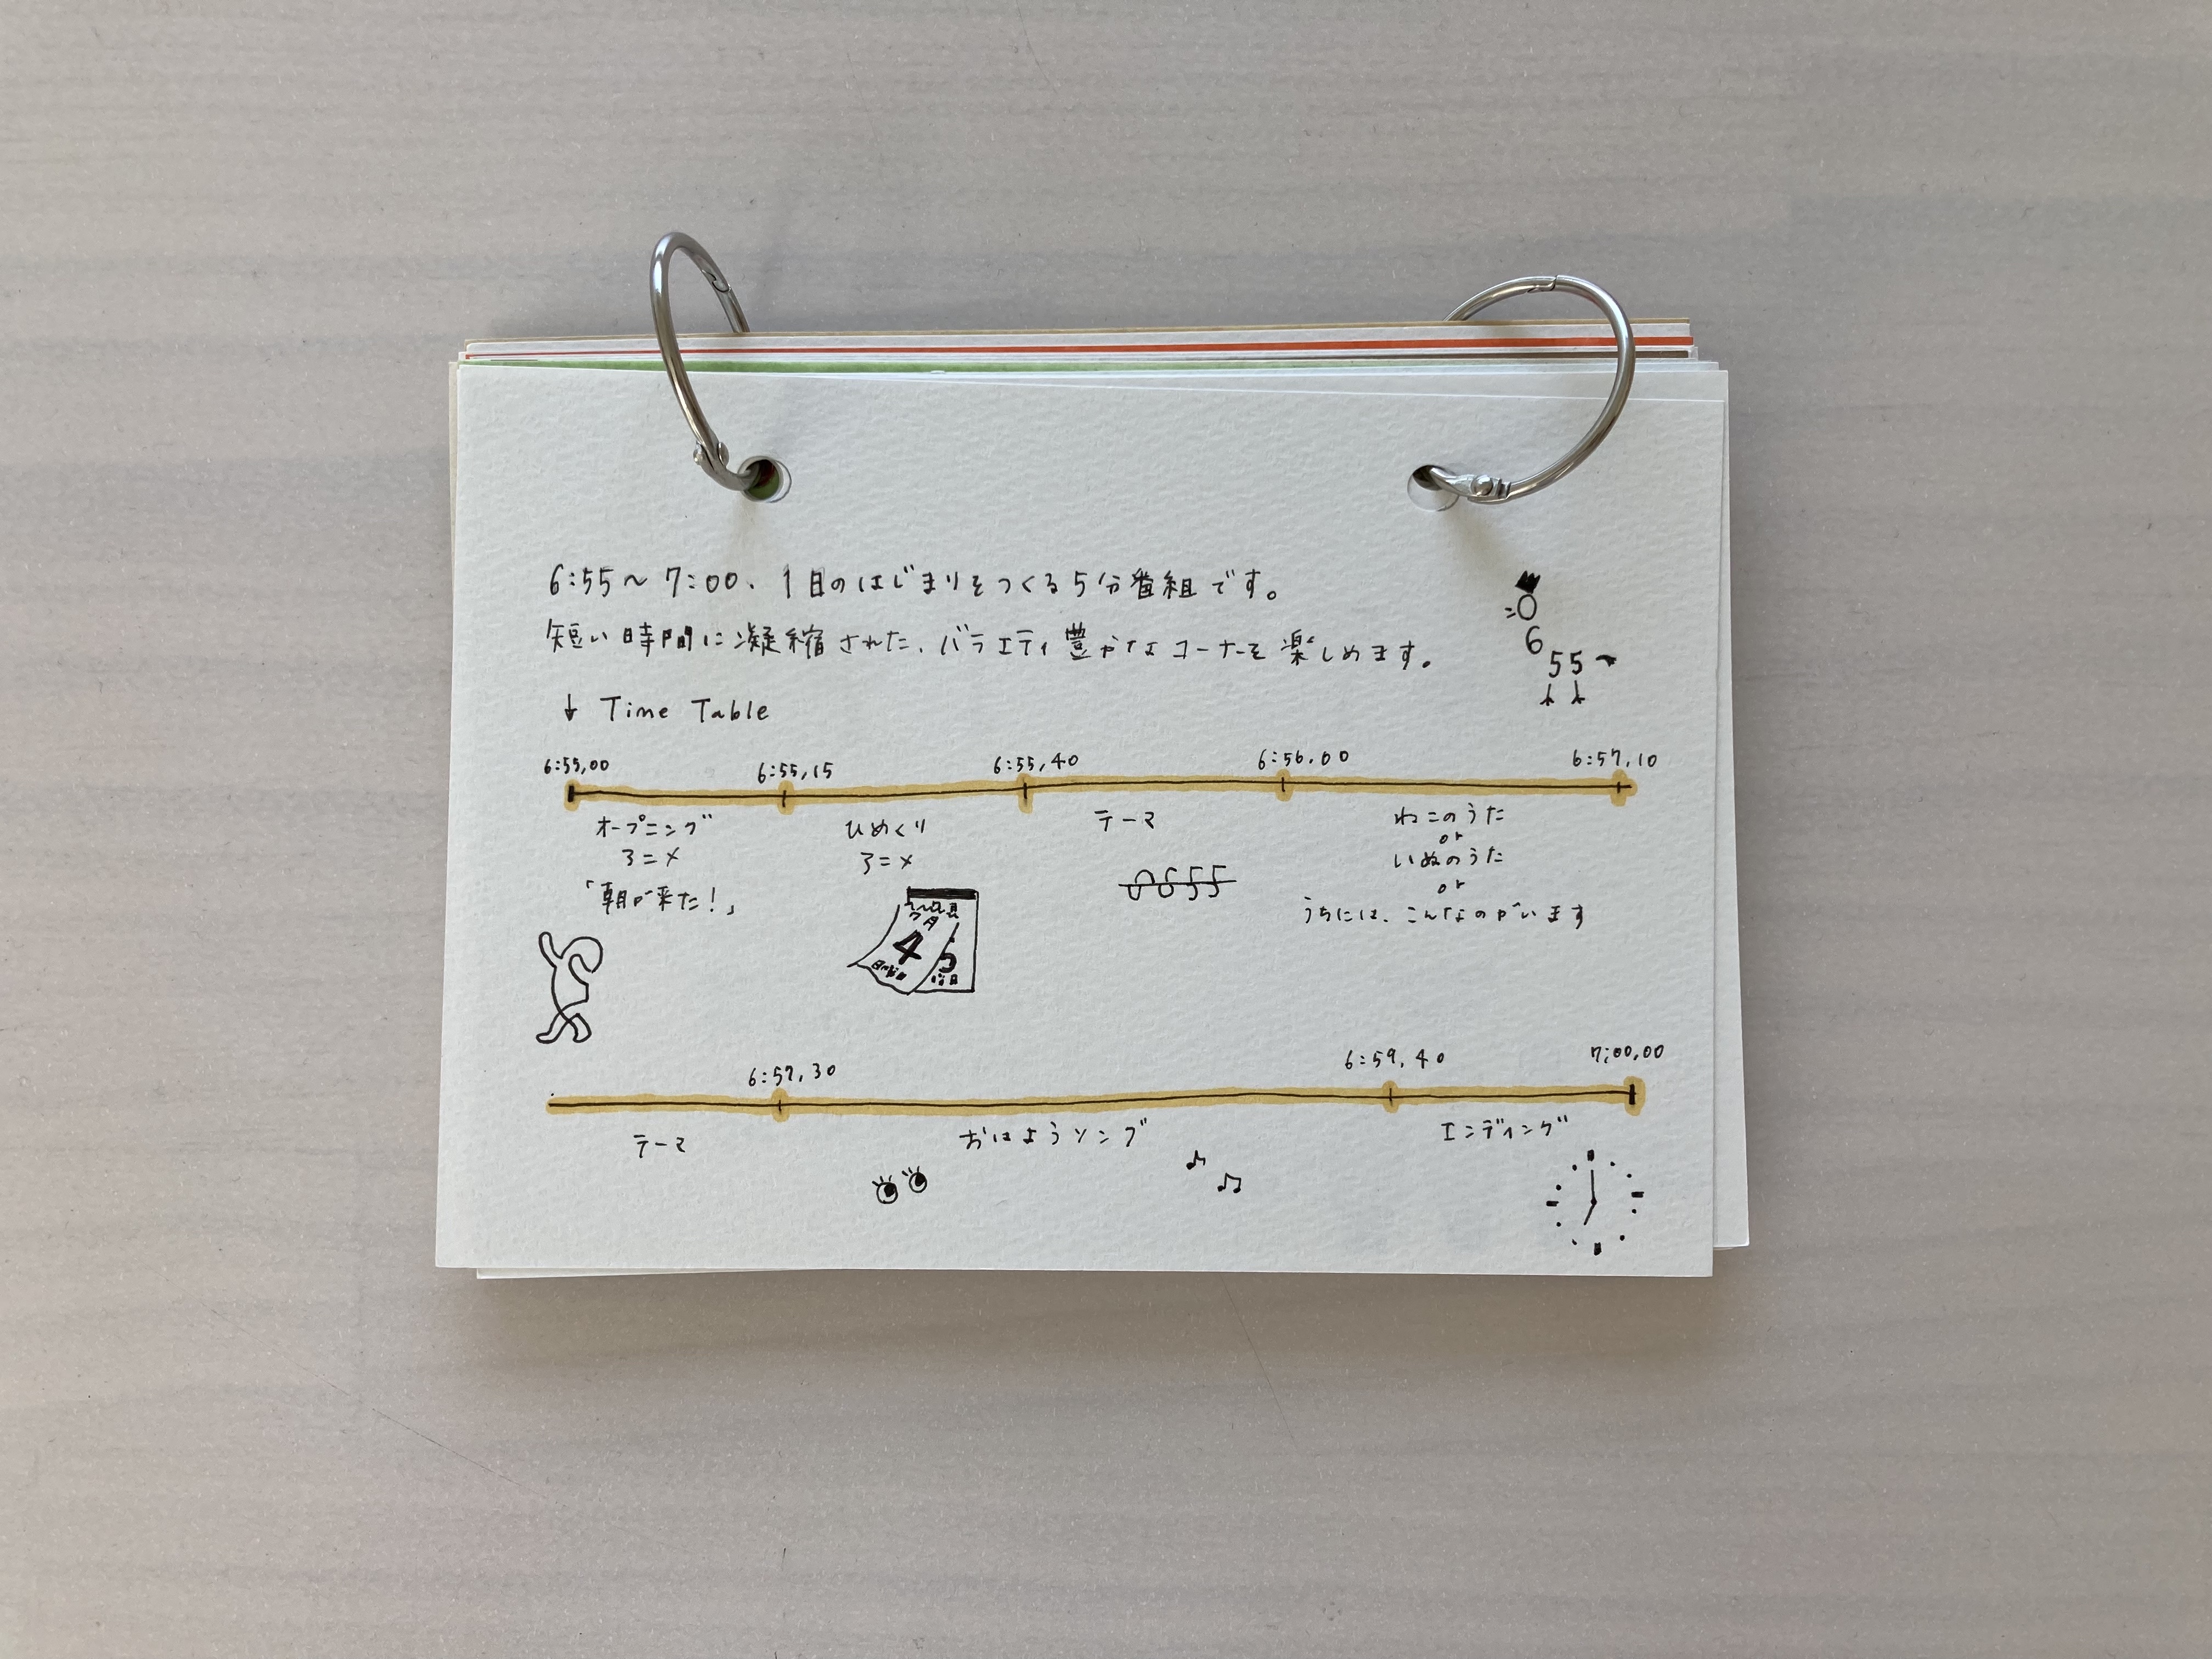 6:55〜7:00、1日のはじまりをつくる5分番組です。
短い時間に凝縮された、バラエティ豊かなコーナーを楽しめます。
0
6
55
↓ Time Table
6:55,00
6:55,15
6:55,40
6:56,00
6:57,10
オープニング
アニメ
「朝が来た！」
ひめくり
アニメ
4
5
テーマ
0655
ねこのうた
or
いぬのうた
or
うちには、こんなのがいます
6:57,30
6:59,40
7:00,00
テーマ
おはようソング
エンディング